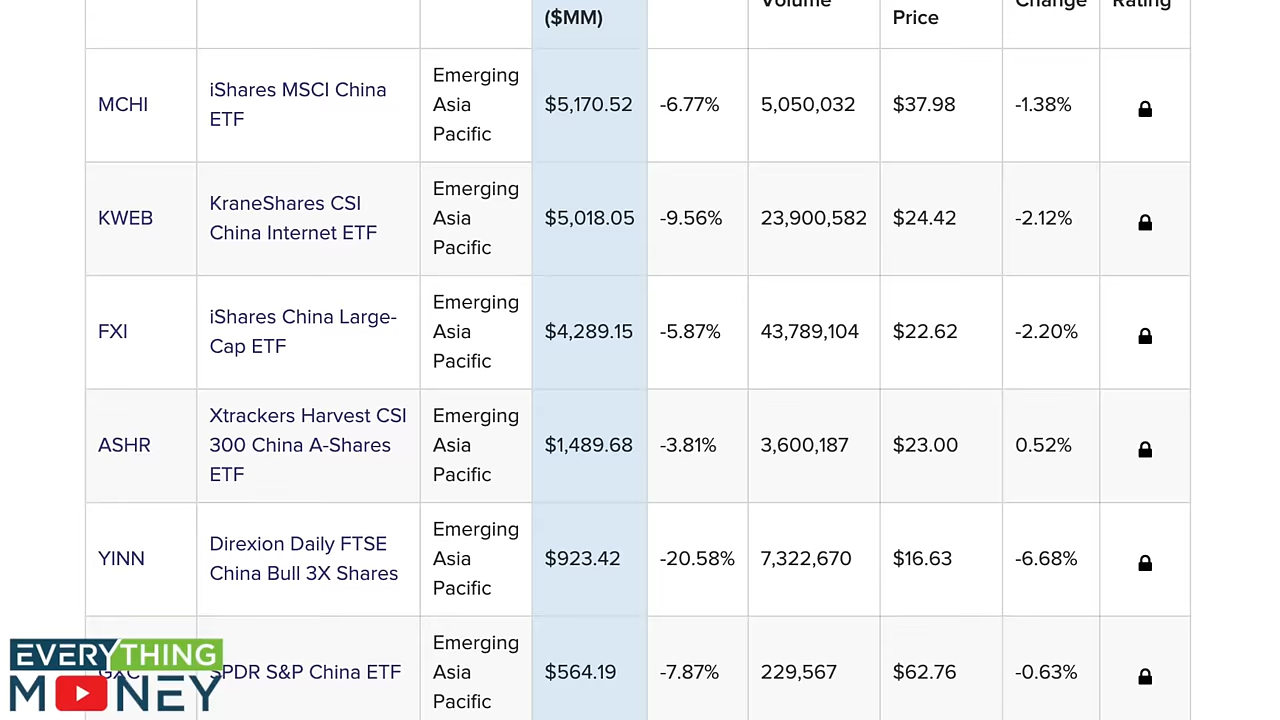 Volume
Change
Rating
($MM)
Price
MCHI
iShares MSCI China
ETF
Emerging
Asia
Pacific
$5,170.52
-6.77%
5,050,032
$37.98
-1.38%
KWEB
KraneShares CSI
China Internet ETF
Emerging
Asia
Pacific
$5,018.05
-9.56%
23,900,582
$24.42
-2.12%
FXI
iShares China Large-
Cap ETF
Emerging
Asia
Pacific
$4,289.15
-5.87%
43,789,104
$22.62
-2.20%
ASHR
Xtrackers Harvest CSI
300 China A-Shares
ETF
Emerging
Asia
Pacific
$1,489.68
-3.81%
3,600,187
$23.00
0.52%
YINN
Direxion Daily FTSE
China Bull 3X Shares
Emerging
Asia
Pacific
$923.42
-20.58%
7,322,670
$16.63
-6.68%
GXC
SPDR S&P China ETF
Emerging
Asia
Pacific
$564.19
-7.87%
229,567
$62.76
-0.63%
EVERYTHING
MONEY